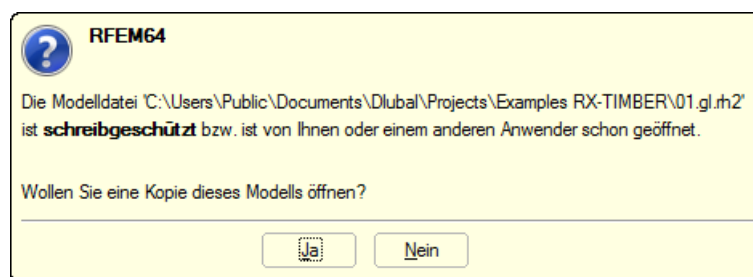 RFEM64
Die Modelldatei 'C:\Users\Public\Documents\Dlubal\Projects\Examples RX-TIMBER\01.gl.rh2'
ist schreibgeschützt bzw. ist von Ihnen oder einem anderen Anwender schon geöffnet.
Wollen Sie eine Kopie dieses Modells öffnen?
Ja Nein